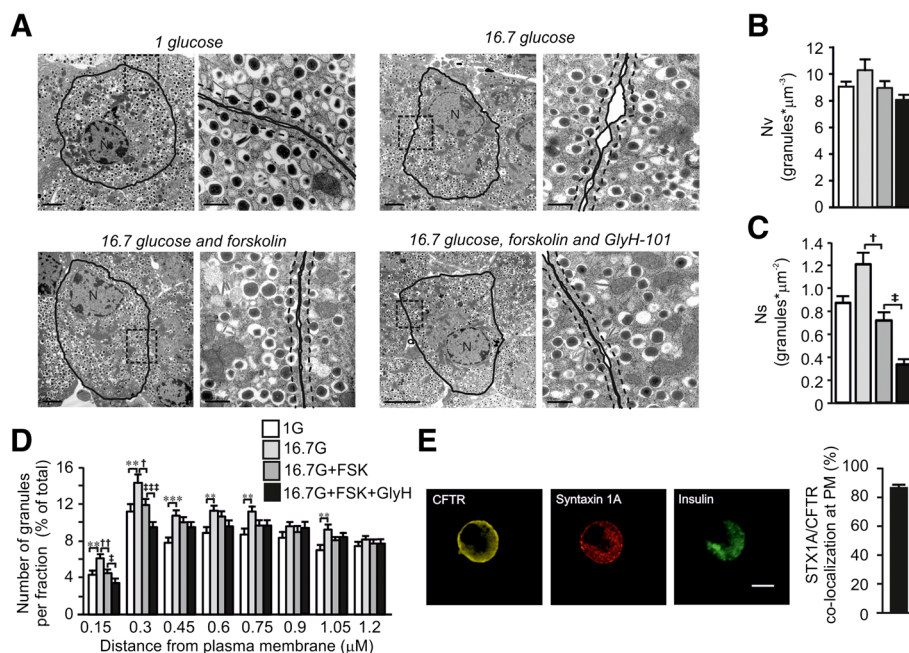 A
1 glucose
16.7 glucose
N
N
16.7 glucose and forskolin
16.7 glucose, forskolin and GlyH-101
N
N
B
Nv
(granules*µm-3)
12
10
8
6
4
2
0
C
Ns
(granules*µm-2)
1.4
1.2
1.0
0.8
0.6
0.4
0.2
0
†
‡
D
1G
16.7G
16.7G+FSK
16.7G+FSK+GlyH
Number of granules
per fraction (% of total)
16
12
8
4
0
** †† ‡
** † ‡‡‡
***
**
**
**
0.15 0.3 0.45 0.6 0.75 0.9 1.05 1.2
Distance from plasma membrane (µM)
E
CFTR
Syntaxin 1A
Insulin
STX1A/CFTR
co-localization at PM (%)
100
80
60
40
20
0